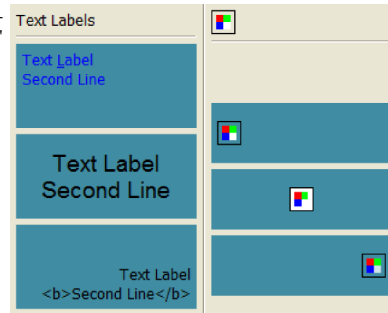 Text Labels
Text Label
Second Line
Text Label
Second Line
Text Label
<b>Second Line</b>